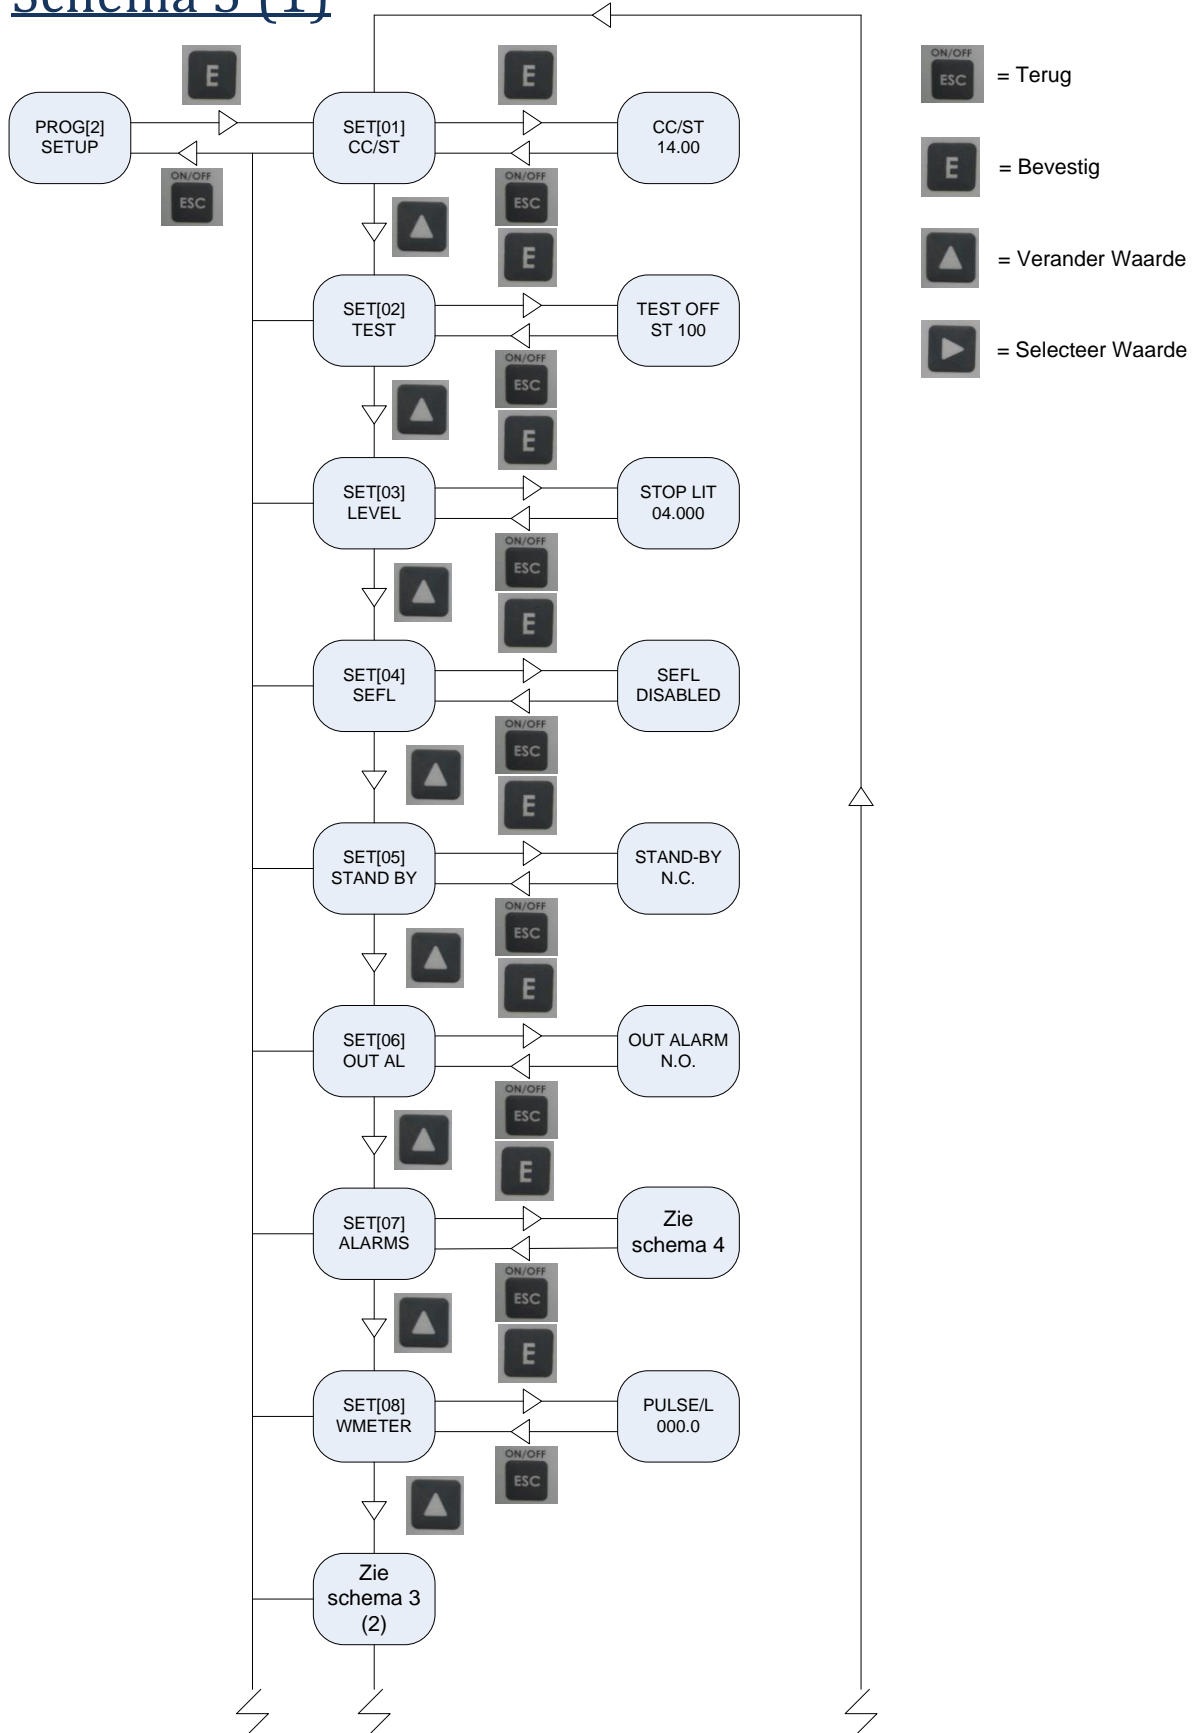 Schema 3 (1)
E
E
ON/OFF
ESC
= Terug
PROG[2]
SETUP
SET[01]
CC/ST
CC/ST
14.00
E
= Bevestig
ON/OFF
ESC
ON/OFF
ESC
E
= Verander Waarde
SET[02]
TEST
TEST OFF
ST 100
= Selecteer Waarde
ON/OFF
ESC
E
SET[03]
LEVEL
STOP LIT
04.000
ON/OFF
ESC
E
SET[04]
SEFL
SEFL
DISABLED
ON/OFF
ESC
E
SET[05]
STAND BY
STAND-BY
N.C.
ON/OFF
ESC
E
SET[06]
OUT AL
OUT ALARM
N.O.
ON/OFF
ESC
E
SET[07]
ALARMS
Zie
schema 4
ON/OFF
ESC
E
SET[08]
WMETER
PULSE/L
000.0
ON/OFF
ESC
Zie
schema 3
(2)